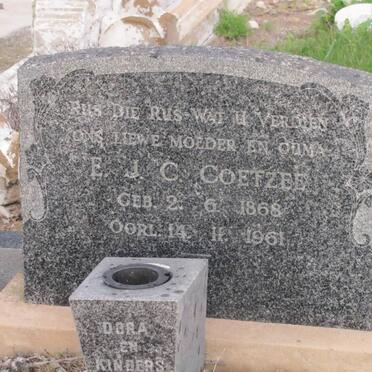 RUS DIE RUS WAT U VERDIEN
ONS LIEWE MOEDER EN OUMA
E. J. C. COETZEE
GEB. 2. 6. 1868
OORL. 14. 11. 1961
DORA
EN
KINDERS